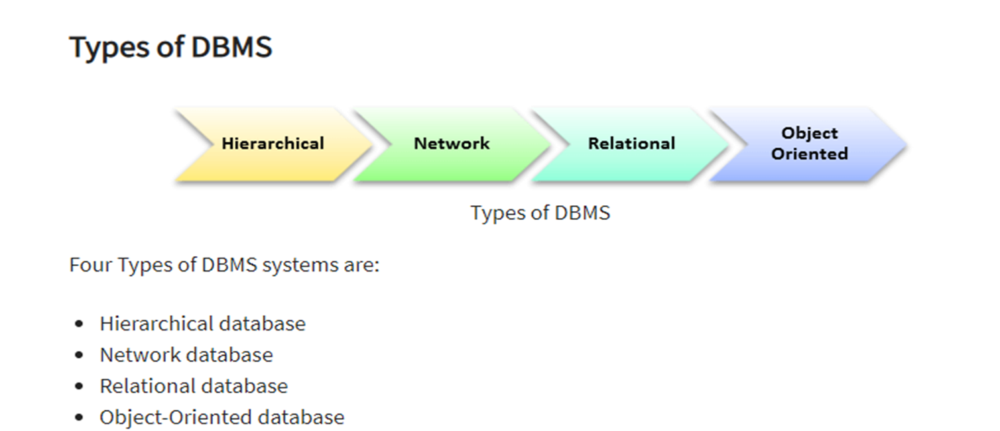 Types of DBMS
Hierarchical
Network
Relational
Object
Oriented
Types of DBMS
Four Types of DBMS systems are:
• Hierarchical database
• Network database
• Relational database
• Object-Oriented database